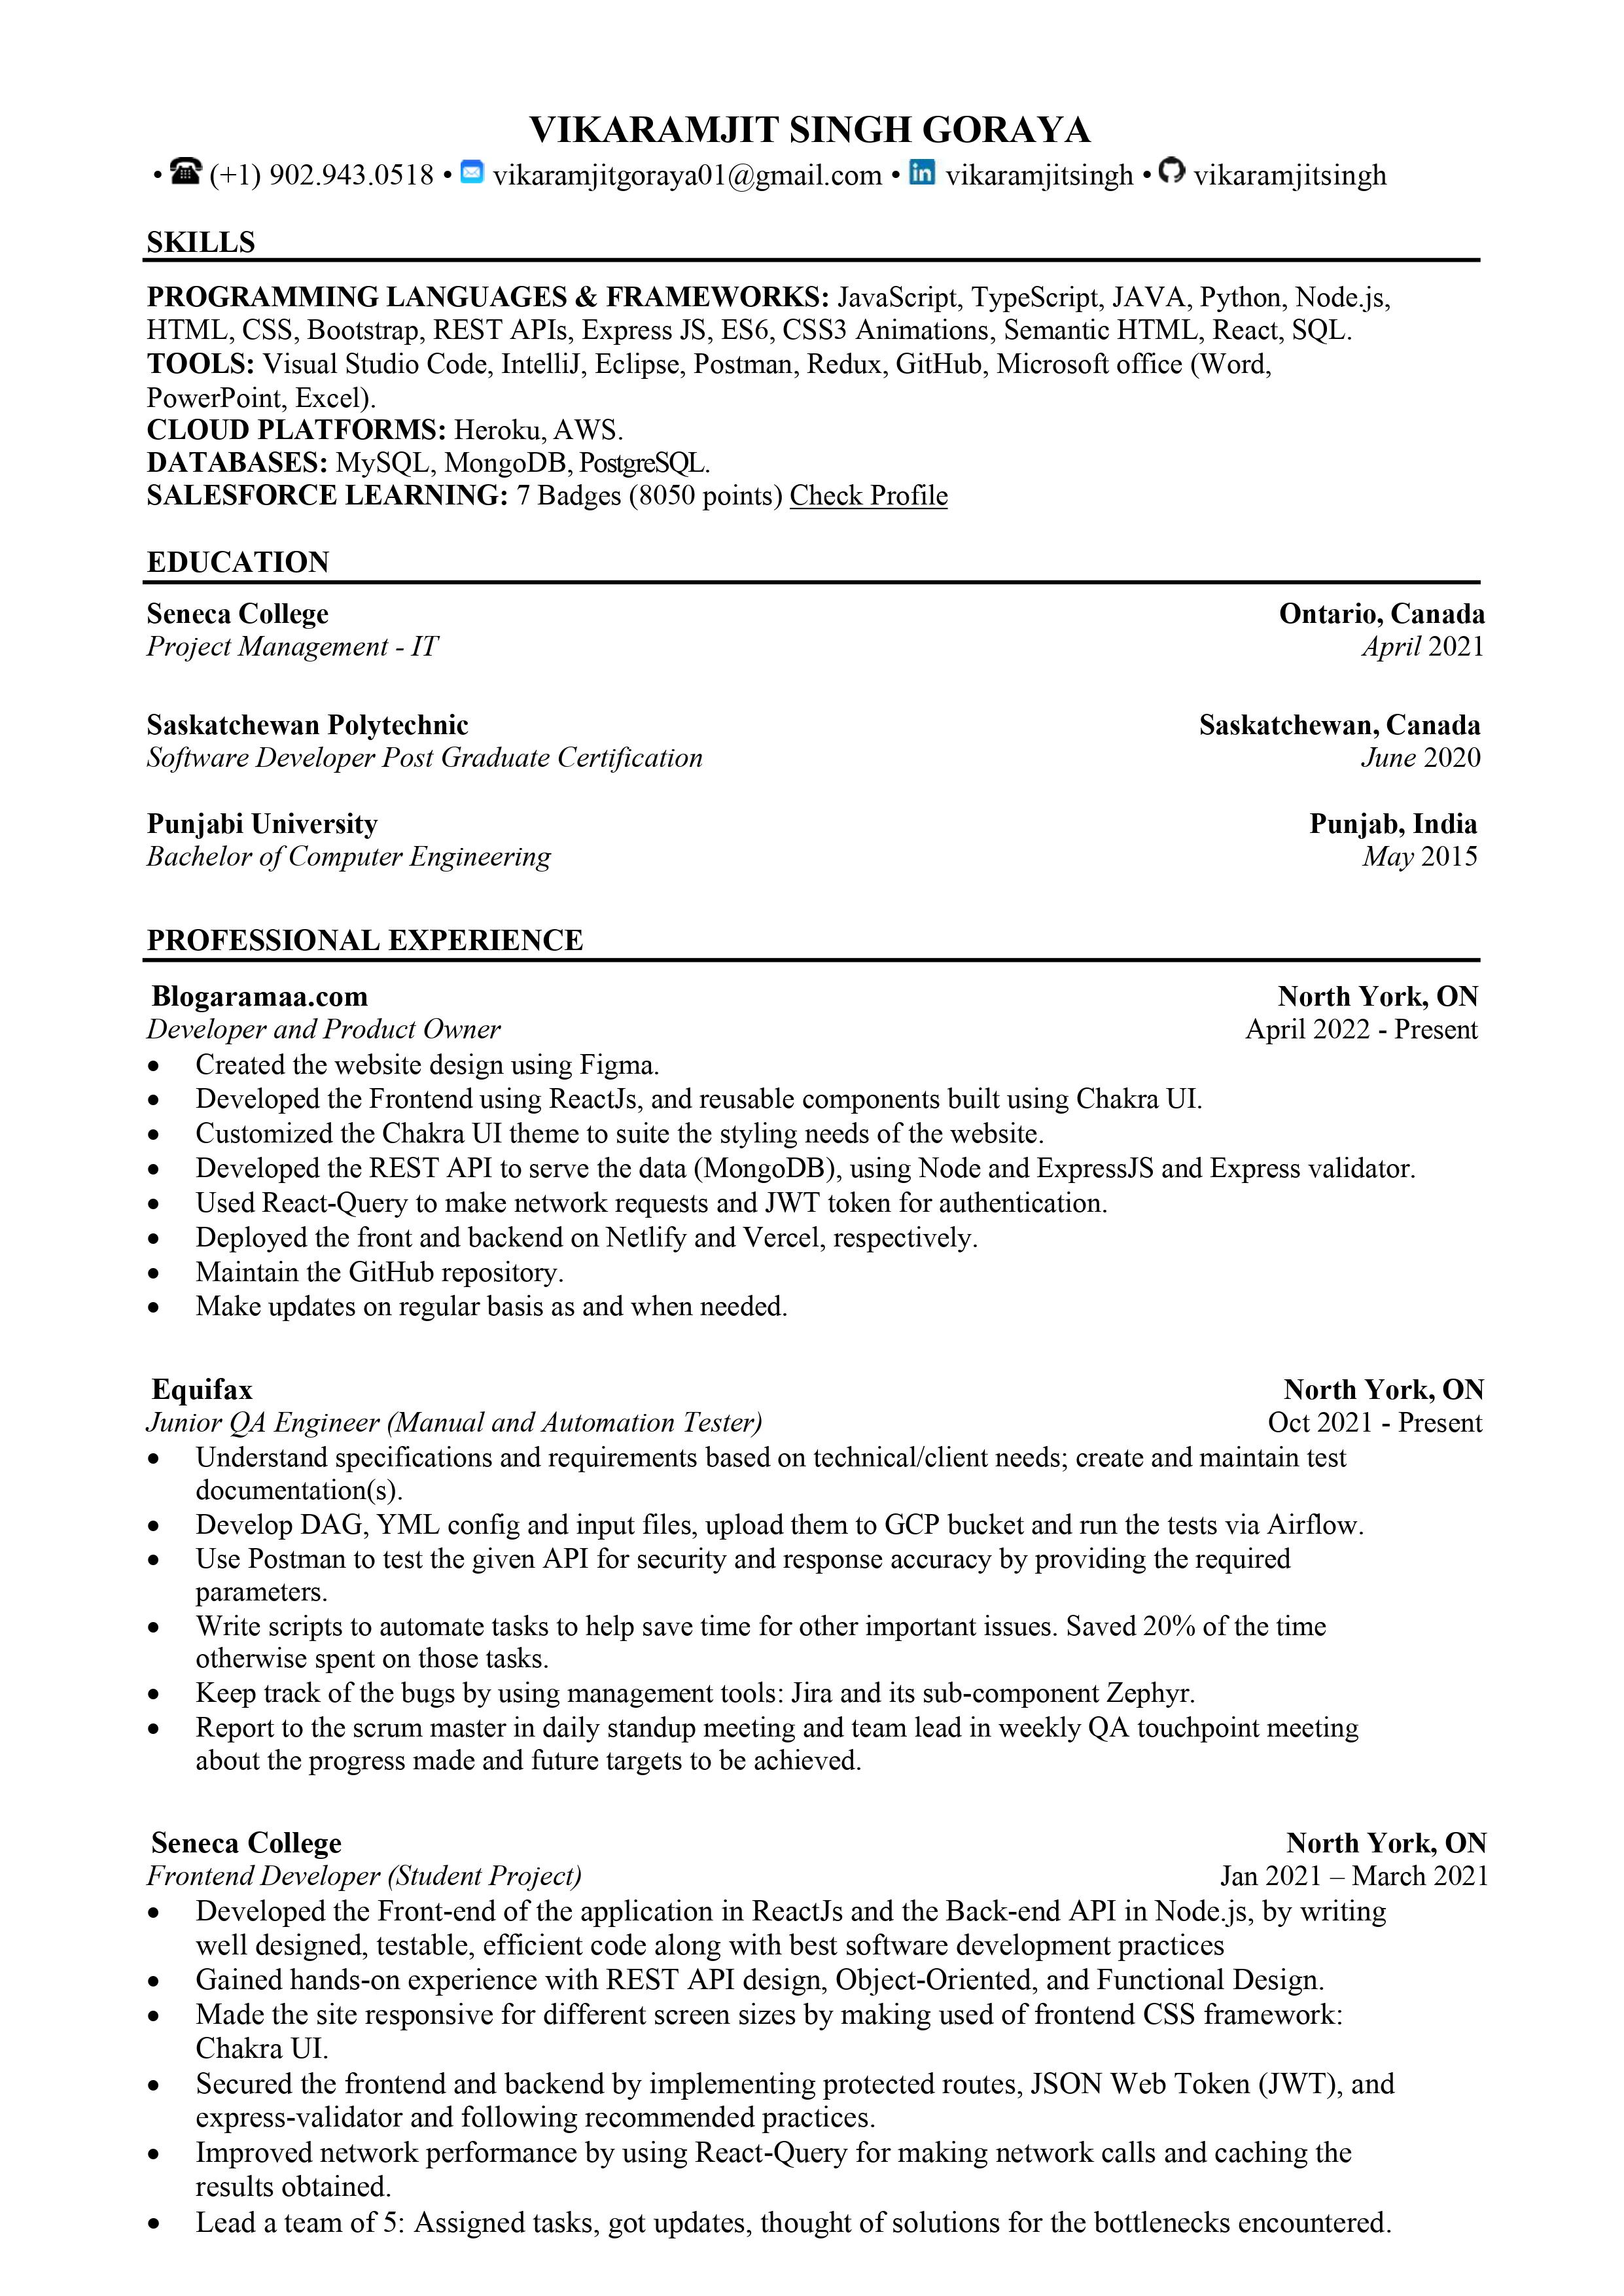 VIKARAMJIT SINGH GORAYA
• (+1) 902.943.0518 • vikaramjitgoraya01@gmail.com • in vikaramjitsingh • vikaramjitsingh
SKILLS
PROGRAMMING LANGUAGES & FRAMEWORKS: JavaScript, TypeScript, JAVA, Python, Node.js,
HTML, CSS, Bootstrap, REST APIs, Express JS, ES6, CSS3 Animations, Semantic HTML, React, SQL.
TOOLS: Visual Studio Code, IntelliJ, Eclipse, Postman, Redux, GitHub, Microsoft office (Word,
PowerPoint, Excel).
CLOUD PLATFORMS: Heroku, AWS.
DATABASES: MySQL, MongoDB, PostgreSQL.
SALESFORCE LEARNING: 7 Badges (8050 points) Check Profile
EDUCATION
Seneca College Ontario, Canada
Project Management - IT April 2021
Saskatchewan Polytechnic Saskatchewan, Canada
Software Developer Post Graduate Certification June 2020
Punjabi University Punjab, India
Bachelor of Computer Engineering May 2015
PROFESSIONAL EXPERIENCE
Blogaramaa.com North York, ON
Developer and Product Owner April 2022 - Present
• Created the website design using Figma.
• Developed the Frontend using ReactJs, and reusable components built using Chakra UI.
• Customized the Chakra UI theme to suite the styling needs of the website.
• Developed the REST API to serve the data (MongoDB), using Node and ExpressJS and Express validator.
• Used React-Query to make network requests and JWT token for authentication.
• Deployed the front and backend on Netlify and Vercel, respectively.
• Maintain the GitHub repository.
• Make updates on regular basis as and when needed.
Equifax North York, ON
Junior QA Engineer (Manual and Automation Tester) Oct 2021 - Present
• Understand specifications and requirements based on technical/client needs; create and maintain test
documentation(s).
• Develop DAG, YML config and input files, upload them to GCP bucket and run the tests via Airflow.
• Use Postman to test the given API for security and response accuracy by providing the required
parameters.
• Write scripts to automate tasks to help save time for other important issues. Saved 20% of the time
otherwise spent on those tasks.
• Keep track of the bugs by using management tools: Jira and its sub-component Zephyr.
• Report to the scrum master in daily standup meeting and team lead in weekly QA touchpoint meeting
about the progress made and future targets to be achieved.
Seneca College North York, ON
Frontend Developer (Student Project) Jan 2021 – March 2021
• Developed the Front-end of the application in ReactJs and the Back-end API in Node.js, by writing
well designed, testable, efficient code along with best software development practices
• Gained hands-on experience with REST API design, Object-Oriented, and Functional Design.
• Made the site responsive for different screen sizes by making used of frontend CSS framework:
Chakra UI.
• Secured the frontend and backend by implementing protected routes, JSON Web Token (JWT), and
express-validator and following recommended practices.
• Improved network performance by using React-Query for making network calls and caching the
results obtained.
• Lead a team of 5: Assigned tasks, got updates, thought of solutions for the bottlenecks encountered.